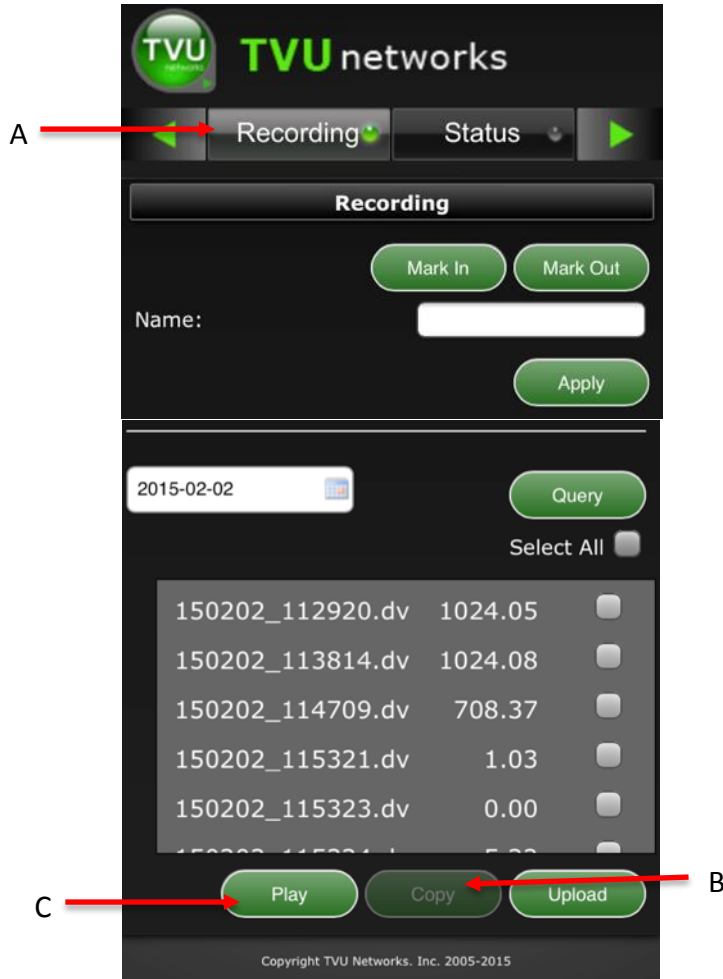 TVU
networks
TVU networks
A
Recording Status
Recording
Mark In Mark Out
Name:
Apply
2015-02-02
Query
Select All
150202_112920.dv 1024.05
150202_113814.dv 1024.08
150202_114709.dv 708.37
150202_115321.dv 1.03
150202_115323.dv 0.00
Play Copy Upload
B
C
Copyright TVU Networks. Inc. 2005-2015